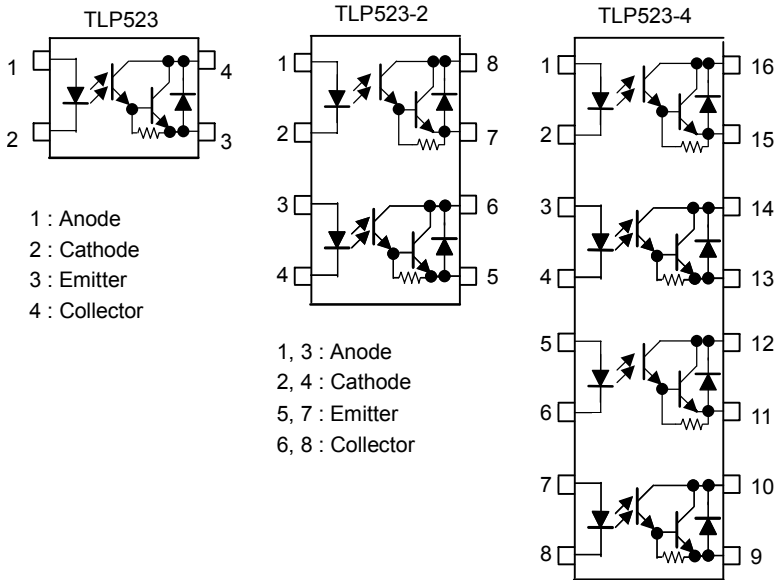 TLP523
1
2
4
3
1 : Anode
2 : Cathode
3 : Emitter
4 : Collector
TLP523-2
1
2
3
4
8
7
6
5
1, 3 : Anode
2, 4 : Cathode
5, 7 : Emitter
6, 8 : Collector
TLP523-4
1
2
3
4
5
6
7
8
16
15
14
13
12
11
10
9